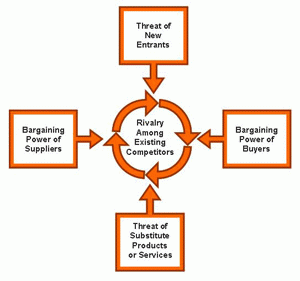 Threat of
New
Entrants
Bargaining
Power of
Suppliers
Rivalry
Among
Existing
Competitors
Bargaining
Power of
Buyers
Threat of
Substitute
Products
or Services